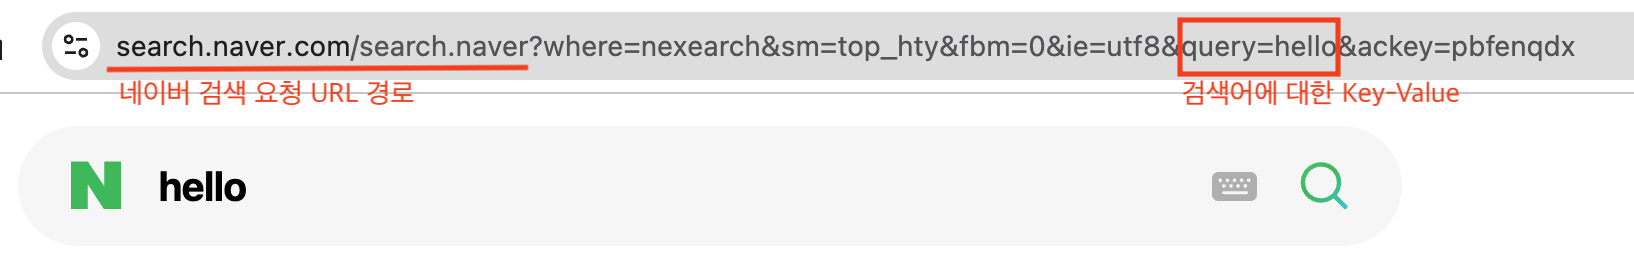 search.naver.com/search.naver?where=nexearch&sm=top_hty&fbm=0&ie=utf8&query=hello&ackey=pbfenqdx
네이버 검색 요청 URL 경로
검색어에 대한 Key-Value
N hello